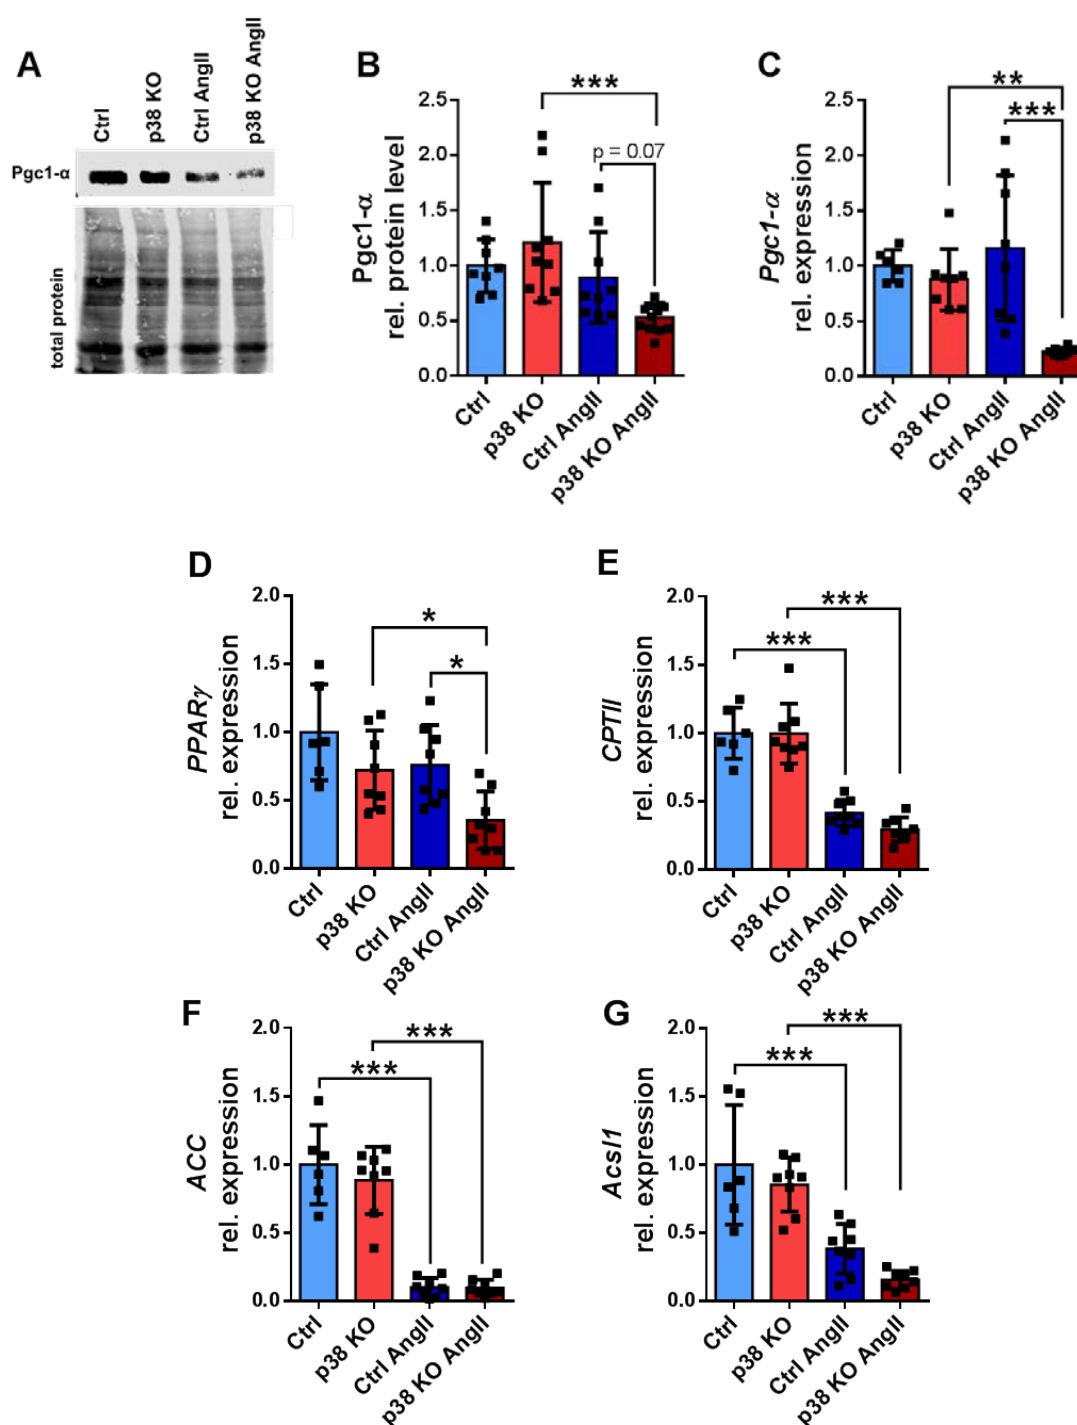 A
Ctrl
p38 KO
Ctrl AngII
p38 KO AngII
Pgc1-α
total protein
B
Pgc1-α
rel. protein level
2.5
2.0
1.5
1.0
0.5
0.0
***
p = 0.07
Ctrl
p38 KO
Ctrl AngII
p38 KO AngII
C
Pgc1-α
rel. expression
2.5
2.0
1.5
1.0
0.5
0.0
**
***
Ctrl
p38 KO
Ctrl AngII
p38 KO AngII
D
PPARγ
rel. expression
2.0
1.5
1.0
0.5
0.0
*
*
Ctrl
p38 KO
Ctrl AngII
p38 KO AngII
E
CPTII
rel. expression
2.0
1.5
1.0
0.5
0.0
***
***
Ctrl
p38 KO
Ctrl AngII
p38 KO AngII
F
ACC
rel. expression
2.0
1.5
1.0
0.5
0.0
***
***
Ctrl
p38 KO
Ctrl AngII
p38 KO AngII
G
Acsl1
rel. expression
2.0
1.5
1.0
0.5
0.0
***
***
Ctrl
p38 KO
Ctrl AngII
p38 KO AngII